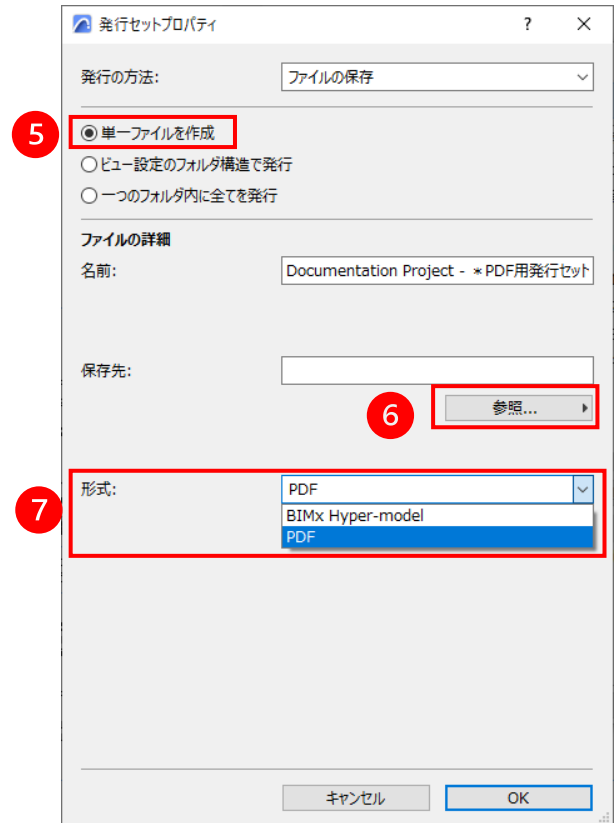 発行セットプロパティ ? ×
発行の方法: ファイルの保存
5 単一ファイルを作成
ビュー設定のフォルダ構造で発行
一つのフォルダ内に全てを発行
ファイルの詳細
名前: Documentation Project - *PDF用発行セット
保存先:
6 参照...
7 形式: PDF
BIMx Hyper-model
PDF
キャンセル OK